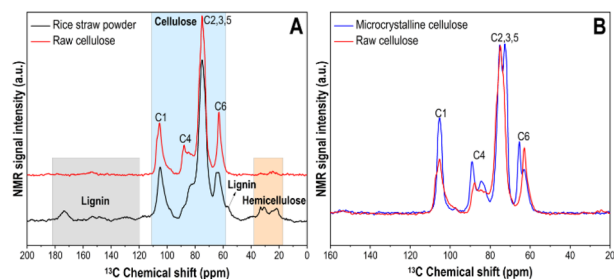 Rice straw powder
Raw cellulose
Cellulose
C2,3,5
A
C1
C4
C6
Lignin
Lignin
Hemicellulose
NMR signal intensity (a.u.)
200 180 160 140 120 100 80 60 40 20 0
13C Chemical shift (ppm)
Microcrystalline cellulose
Raw cellulose
C2,3,5
B
C1
C4
C6
NMR signal intensity (a.u.)
160 140 120 100 80 60 40 20
13C Chemical shift (ppm)